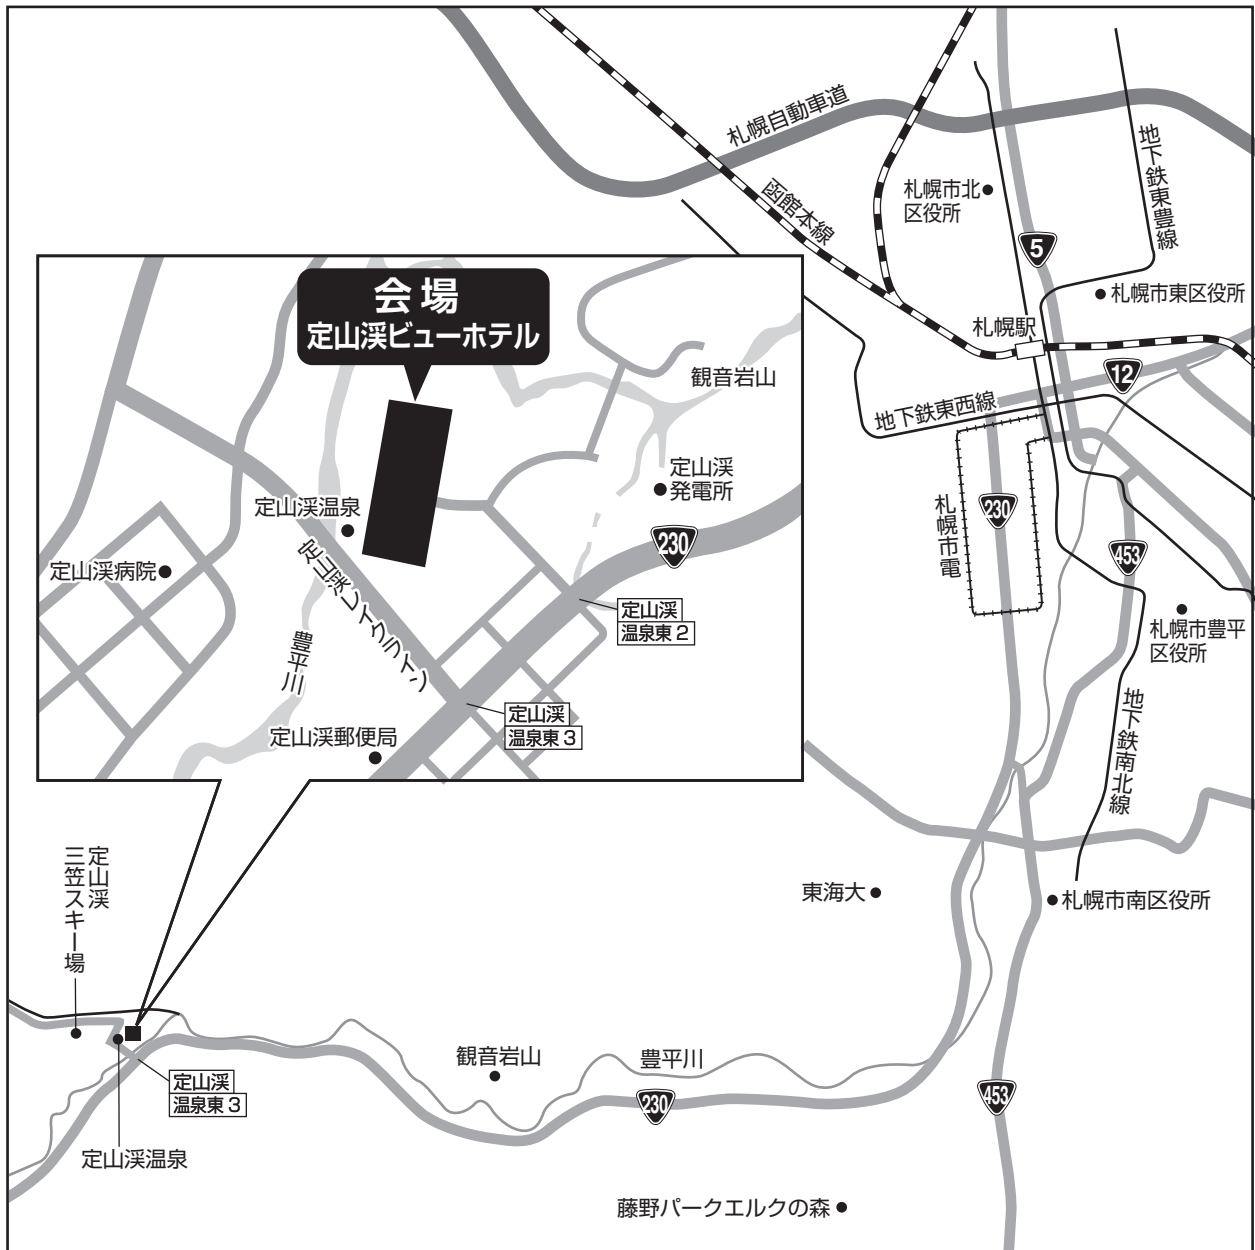 札幌自動車道
函館本線
札幌市北
区役所
地下鉄東豊線
5
札幌市東区役所
札幌駅
12
地下鉄東西線
230
札幌市電
453
札幌市豊平
区役所
地下鉄南北線
会場
定山渓ビューホテル
観音岩山
定山渓
発電所
230
定山渓温泉
定山渓病院
定山渓レイクライン
豊平川
定山渓
温泉東2
定山渓
温泉東3
定山渓郵便局
定山渓
三笠スキー場
東海大
札幌市南区役所
観音岩山
豊平川
230
453
定山渓
温泉東3
定山渓温泉
藤野パークエルクの森